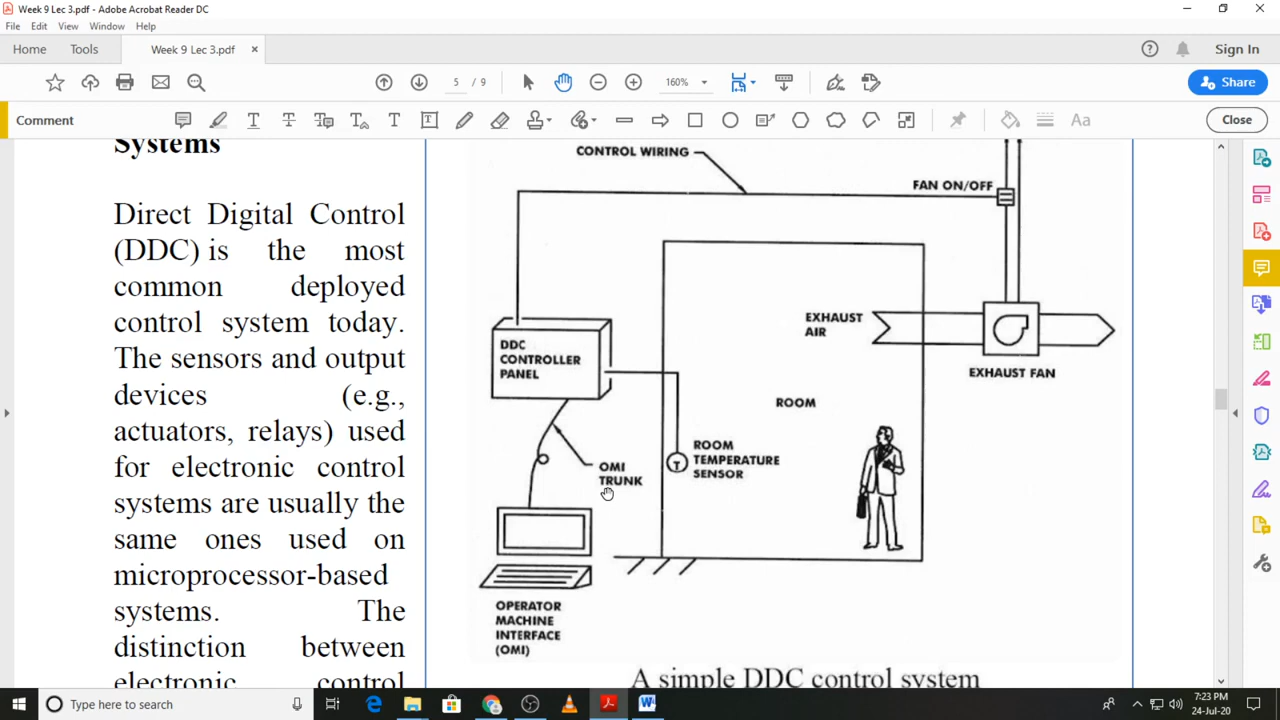 Week 9 Lec 3.pdf - Adobe Acrobat Reader DC
File Edit View Window Help
Home Tools Week 9 Lec 3.pdf × Sign In
5 / 9 160% Share
Comment Close
Systems
Direct Digital Control
(DDC) is the most
common deployed
control system today.
The sensors and output
devices (e.g.,
actuators, relays) used
for electronic control
systems are usually the
same ones used on
microprocessor-based
systems. The
distinction between
electronic control
CONTROL WIRING
FAN ON/OFF
EXHAUST
AIR
EXHAUST FAN
DDC
CONTROLLER
PANEL
ROOM
ROOM
TEMPERATURE
SENSOR
T
OMI
TRUNK
OPERATOR
MACHINE
INTERFACE
(OMI)
A simple DDC control system
Type here to search
7:23 PM
24-Jul-20